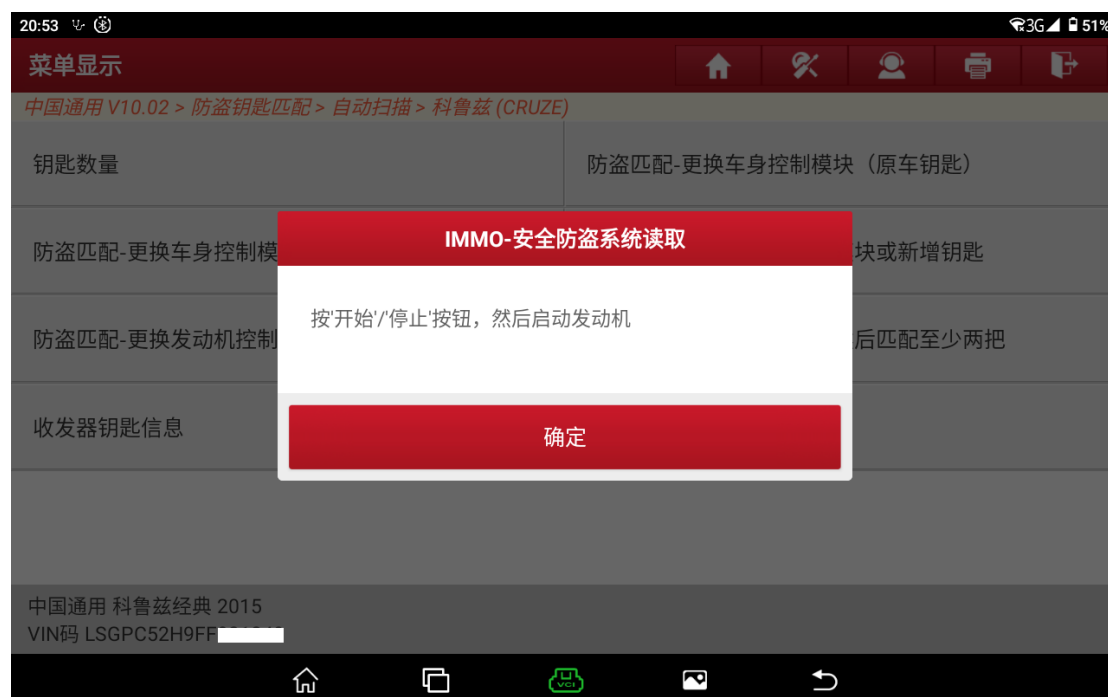 20:53 3G 51%
菜单显示
中国通用 V10.02 > 防盗钥匙匹配 > 自动扫描 > 科鲁兹 (CRUZE)
钥匙数量 防盗匹配-更换车身控制模块（原车钥匙）
IMMO-安全防盗系统读取
防盗匹配-更换车身控制模 块或新增钥匙
按'开始'/'停止'按钮，然后启动发动机
防盗匹配-更换发动机控制 后匹配至少两把
收发器钥匙信息
确定
中国通用 科鲁兹经典 2015
VIN码 LSGPC52H9FF
VCI